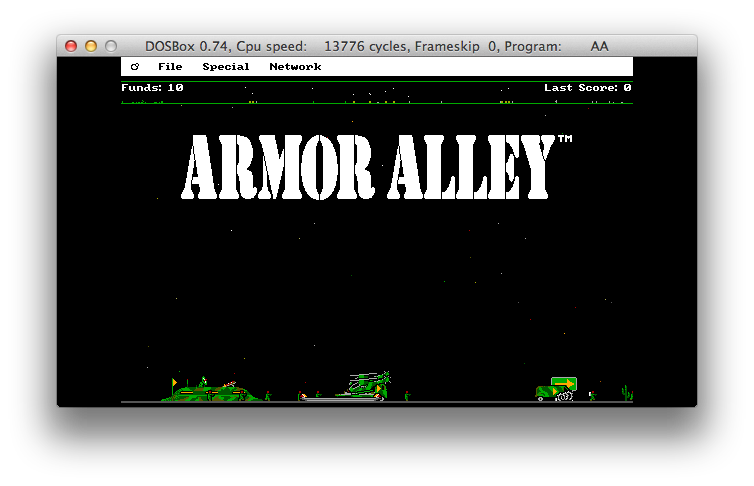 DOSBox 0.74, Cpu speed: 13776 cycles, Frameskip 0, Program: AA
File Special Network
Funds: 10 Last Score: 0
ARMOR ALLEY™